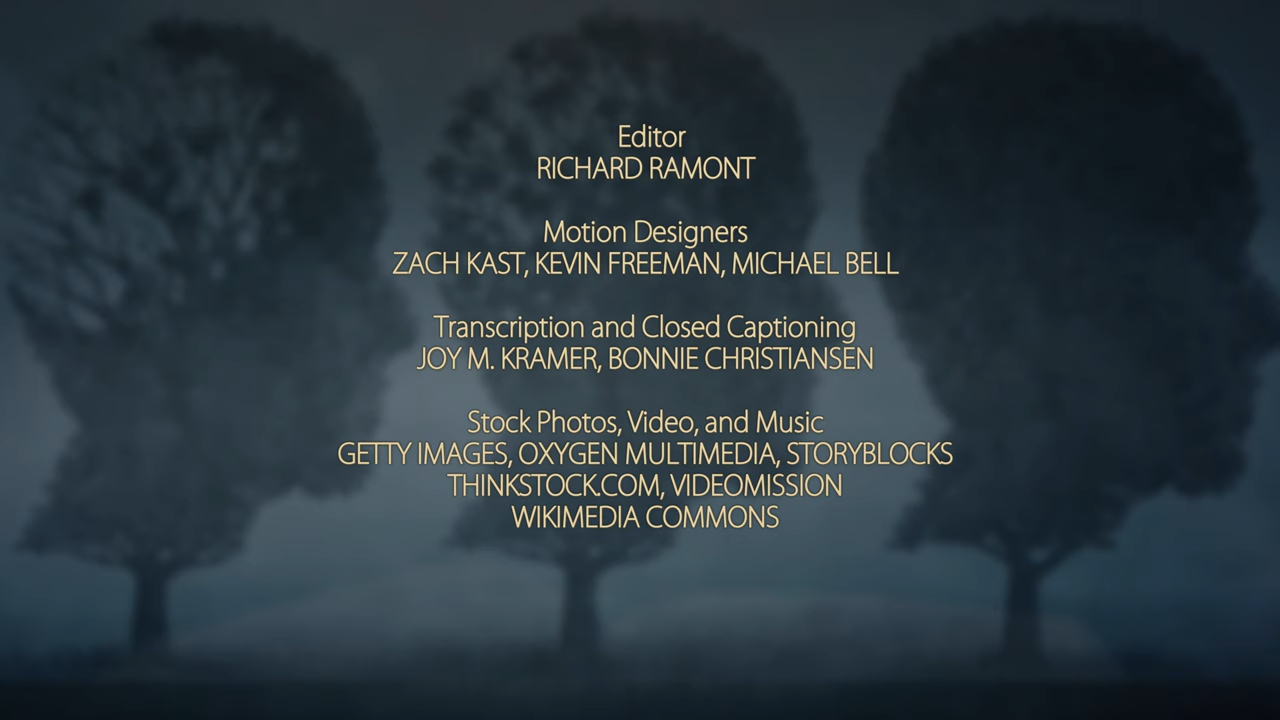 Editor
RICHARD RAMONT
Motion Designers
ZACH KAST, KEVIN FREEMAN, MICHAEL BELL
Transcription and Closed Captioning
JOY M. KRAMER, BONNIE CHRISTIANSEN
Stock Photos, Video, and Music
GETTY IMAGES, OXYGEN MULTIMEDIA, STORYBLOCKS
THINKSTOCK.COM, VIDEOMISSION
WIKIMEDIA COMMONS